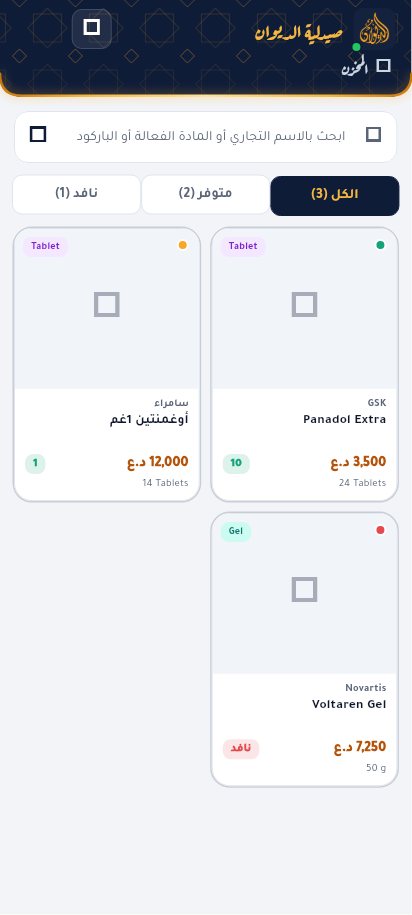 صيدلية الديوان
المخزن
ابحث بالاسم التجاري أو المادة الفعالة أو الباركود
الكل (3)
متوفر (2)
نافد (1)
Tablet
GSK
Panadol Extra
3,500 د.ع
10
24 Tablets
Tablet
سامراء
أوغمنتين 1غم
12,000 د.ع
1
14 Tablets
Gel
Novartis
Voltaren Gel
7,250 د.ع
نافد
50 g